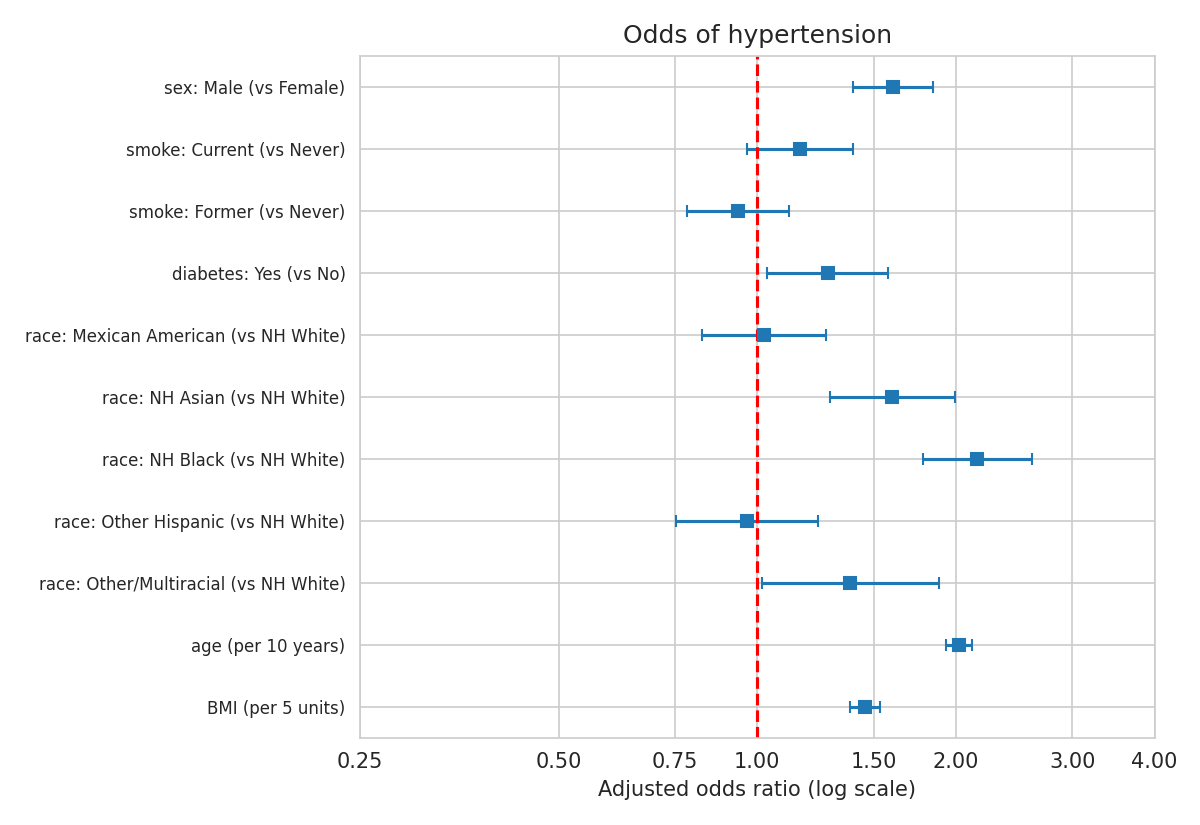 Odds of hypertension
sex: Male (vs Female)
smoke: Current (vs Never)
smoke: Former (vs Never)
diabetes: Yes (vs No)
race: Mexican American (vs NH White)
race: NH Asian (vs NH White)
race: NH Black (vs NH White)
race: Other Hispanic (vs NH White)
race: Other/Multiracial (vs NH White)
age (per 10 years)
BMI (per 5 units)
0.25 0.50 0.75 1.00 1.50 2.00 3.00 4.00
Adjusted odds ratio (log scale)